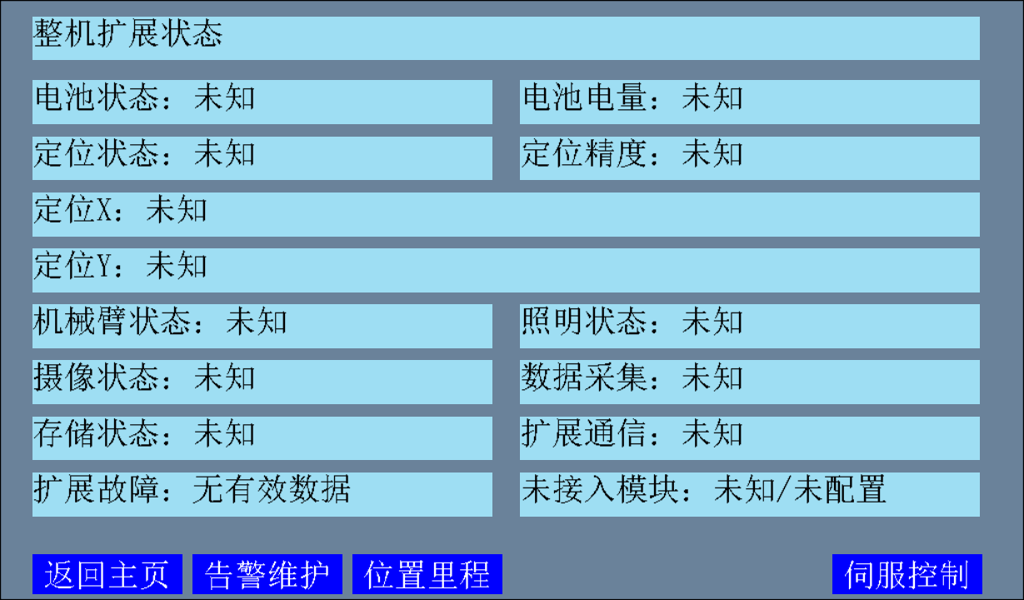 整机扩展状态
电池状态：未知
电池电量：未知
定位状态：未知
定位精度：未知
定位X：未知
定位Y：未知
机械臂状态：未知
照明状态：未知
摄像状态：未知
数据采集：未知
存储状态：未知
扩展通信：未知
扩展故障：无有效数据
未接入模块：未知/未配置
返回主页
告警维护
位置里程
伺服控制